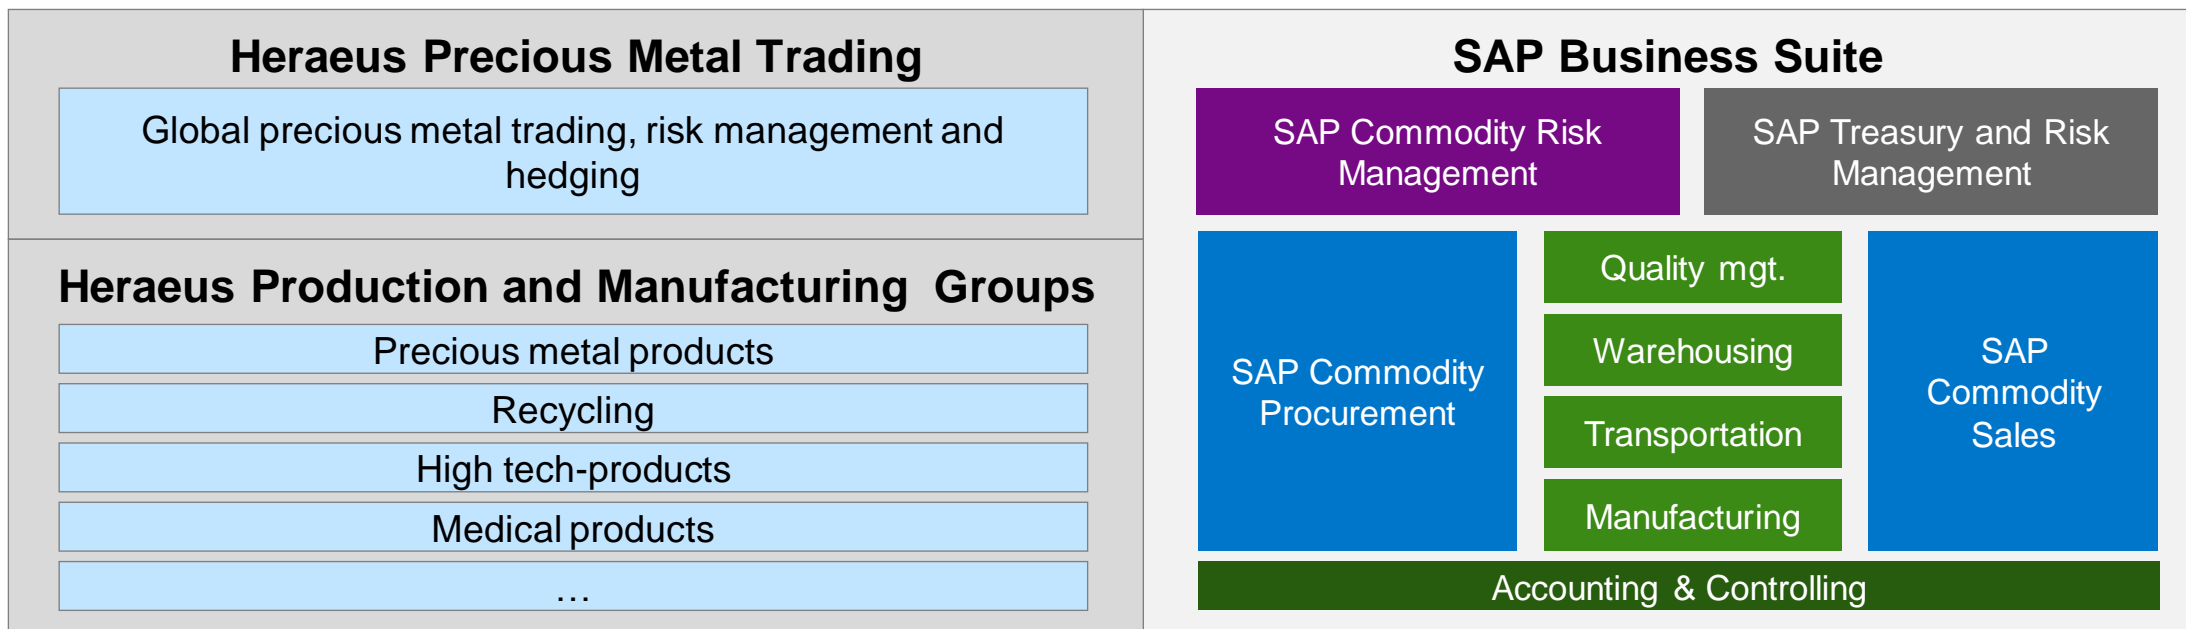 Heraeus Precious Metal Trading
Global precious metal trading, risk management and
hedging
Heraeus Production and Manufacturing Groups
Precious metal products
Recycling
High tech-products
Medical products
…
SAP Business Suite
SAP Commodity Risk
Management
SAP Treasury and Risk
Management
SAP Commodity
Procurement
Quality mgt.
Warehousing
Transportation
Manufacturing
SAP
Commodity
Sales
Accounting & Controlling